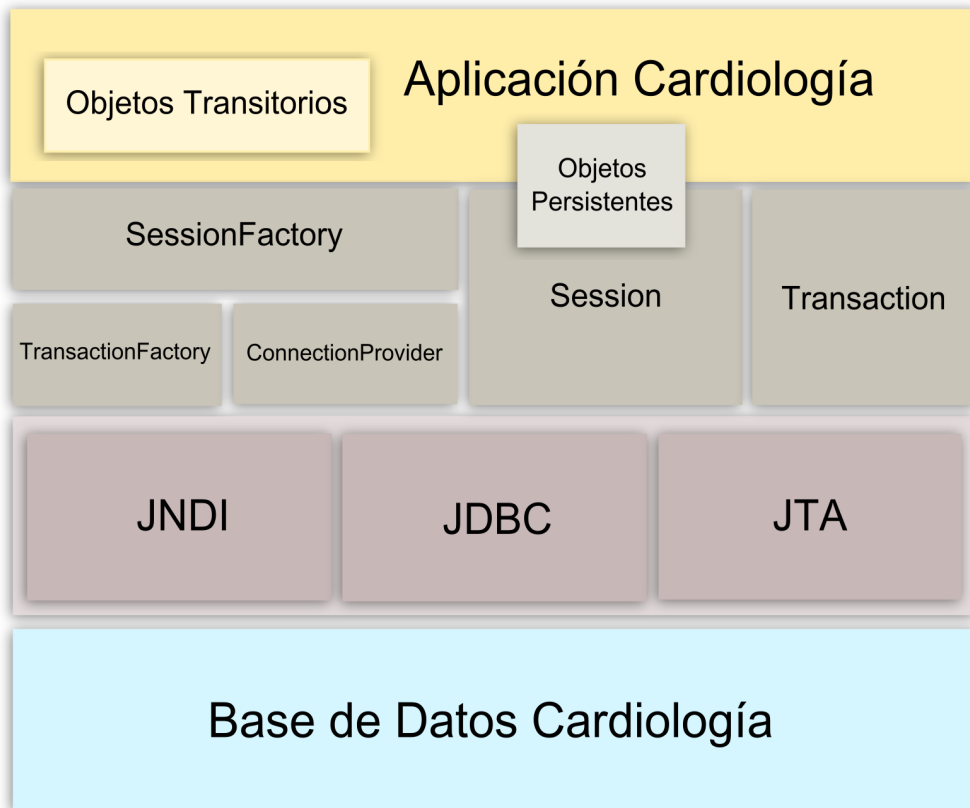 Aplicación Cardiología
Objetos Transitorios
Objetos
Persistentes
SessionFactory
Session
Transaction
TransactionFactory
ConnectionProvider
JNDI
JDBC
JTA
Base de Datos Cardiología